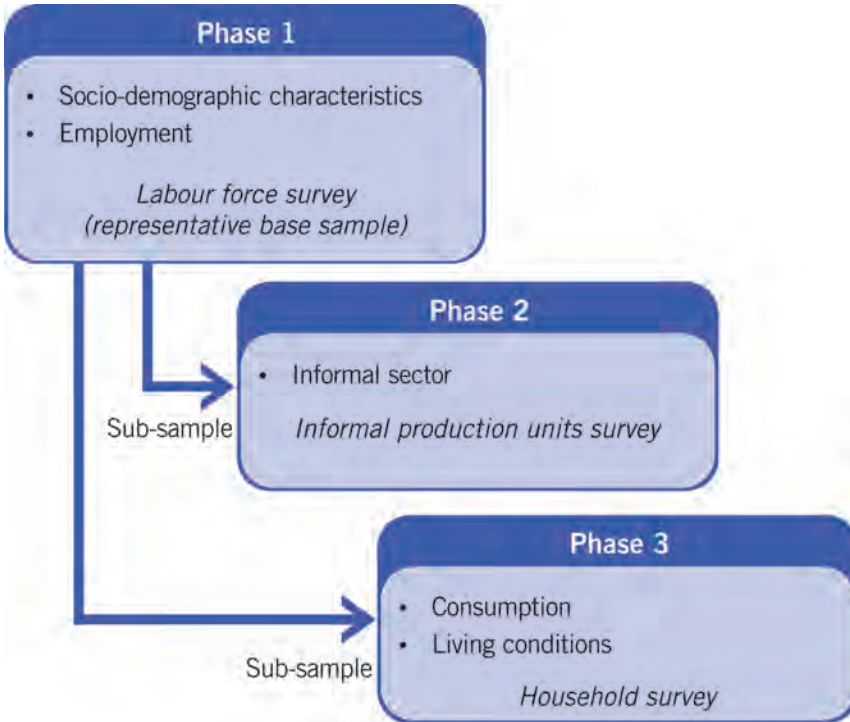 Phase 1
• Socio-demographic characteristics
• Employment
Labour force survey
(representative base sample)
Phase 2
• Informal sector
Sub-sample
Informal production units survey
Phase 3
• Consumption
• Living conditions
Sub-sample
Household survey